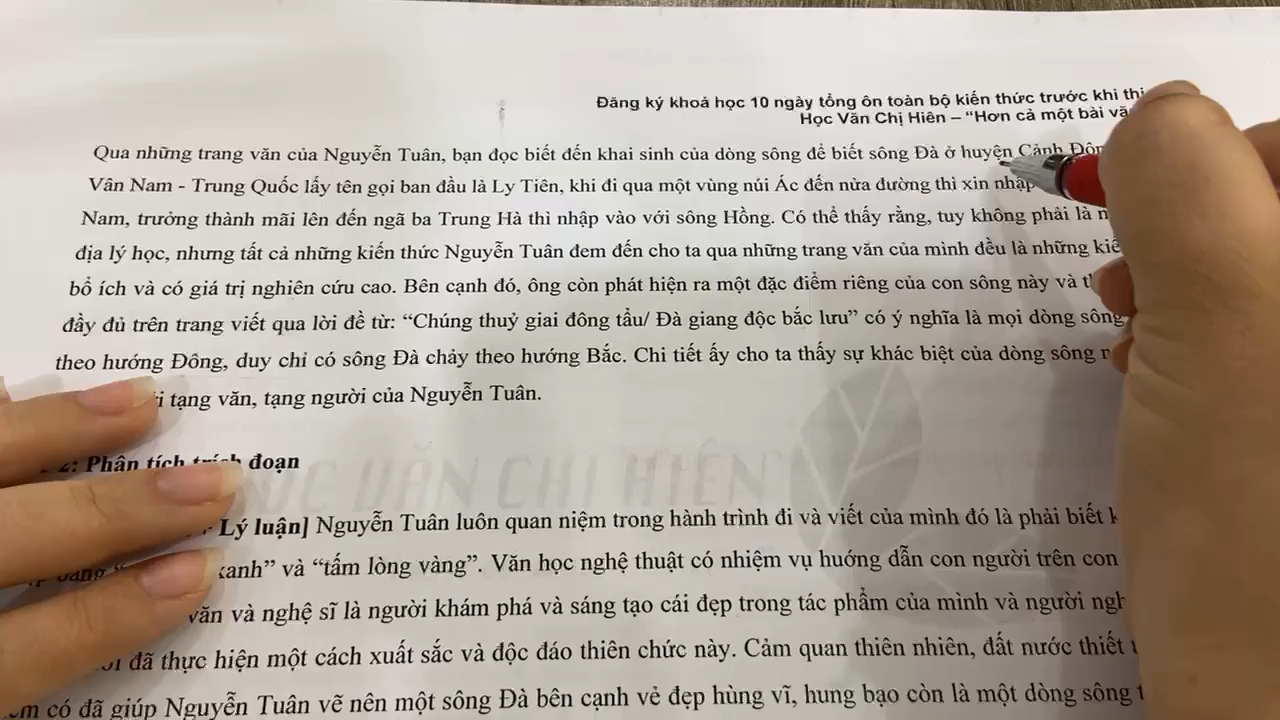 Đăng ký khoá học 10 ngày tổng ôn toàn bộ kiến thức trước khi thi
Học Văn Chị Hiên – “Hơn cả một bài
Qua những trang văn của Nguyễn Tuân, bạn đọc biết đến khai sinh của dòng sông để biết sông Đà ở huyện Cảnh
Vân Nam - Trung Quốc lấy tên gọi ban đầu là Ly Tiên, khi đi qua một vùng núi Ác đến nửa đường thì xin nhập
Nam, trưởng thành mãi lên đến ngã ba Trung Hà thì nhập vào với sông Hồng. Có thể thấy rằng, tuy không phải là
địa lý học, nhưng tất cả những kiến thức Nguyễn Tuân đem đến cho ta qua những trang văn của mình đều là những
bổ ích và có giá trị nghiên cứu cao. Bên cạnh đó, ông còn phát hiện ra một đặc điểm riêng của con sông này và
đầy đủ trên trang viết qua lời đề từ: “Chúng thuỷ giai đông tẩu/ Đà giang độc bắc lưu” có ý nghĩa là mọi dòng sông
theo hướng Đông, duy chỉ có sông Đà chảy theo hướng Bắc. Chi tiết ấy cho ta thấy sự khác biệt của dòng sông
tạng văn, tạng người của Nguyễn Tuân.
2: Phân tích trích đoạn
HỌC VĂN CHỊ HIÊN
Lý luận] Nguyễn Tuân luôn quan niệm trong hành trình đi và viết của mình đó là phải biết
xanh” và “tấm lòng vàng”. Văn học nghệ thuật có nhiệm vụ hướng dẫn con người trên con
văn và nghệ sĩ là người khám phá và sáng tạo cái đẹp trong tác phẩm của mình và người
đã thực hiện một cách xuất sắc và độc đáo thiên chức này. Cảm quan thiên nhiên, đất nước thiết
có đã giúp Nguyễn Tuân vẽ nên một sông Đà bên cạnh vẻ đẹp hùng vĩ, hung bạo còn là một dòng sông